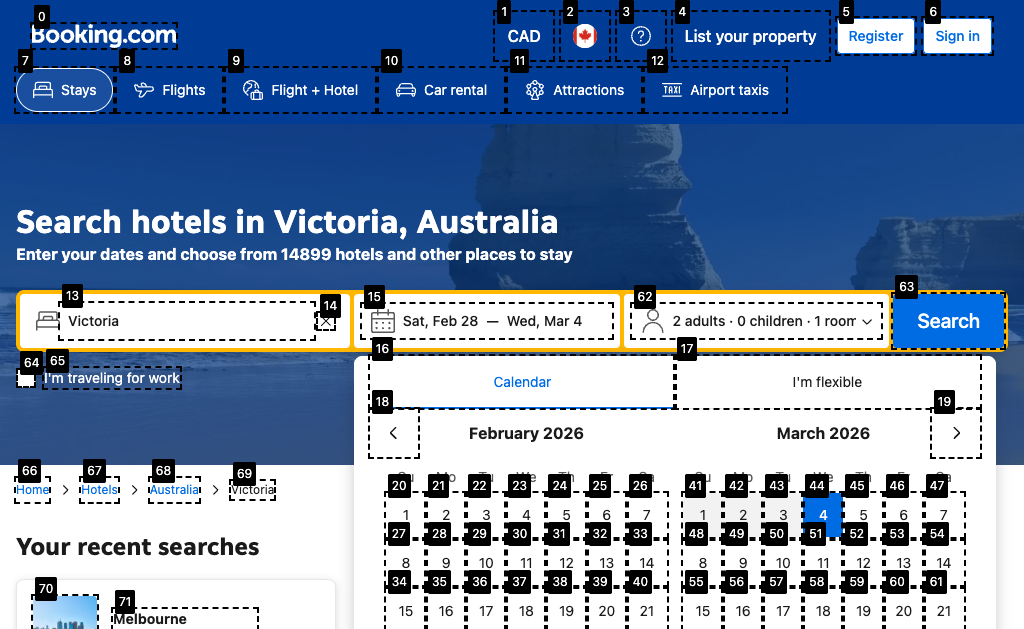 Booking.com
CAD
List your property
Register
Sign in
Stays
Flights
Flight + Hotel
Car rental
TAXI Airport taxis
Search hotels in Victoria, Australia
Enter your dates and choose from 14899 hotels and other places to stay
Victoria
Sat, Feb 28 — Wed, Mar 4
2 adults · 0 children · 1 room
Search
I'm traveling for work
Calendar
I'm flexible
February 2026
March 2026
1 2 3 4 5 6 7
8 9 10 11 12 13 14
15 16 17 18 19 20 21
1 2 3 4 5 6 7
8 9 10 11 12 13 14
15 16 17 18 19 20 21
Home
Hotels
Australia
Victoria
Your recent searches
Melbourne
0
1
2
3
4
5
6
7
8
9
10
11
12
Attractions
13
14
15
62
63
64
65
16
17
18
19
20 21 22 23 24 25 26
41 42 43 44 45 46 47
27 28 29 30 31 32 33
48 49 50 51 52 53 54
34 35 36 37 38 39 40
55 56 57 58 59 60 61
66
67
68
69
70
71